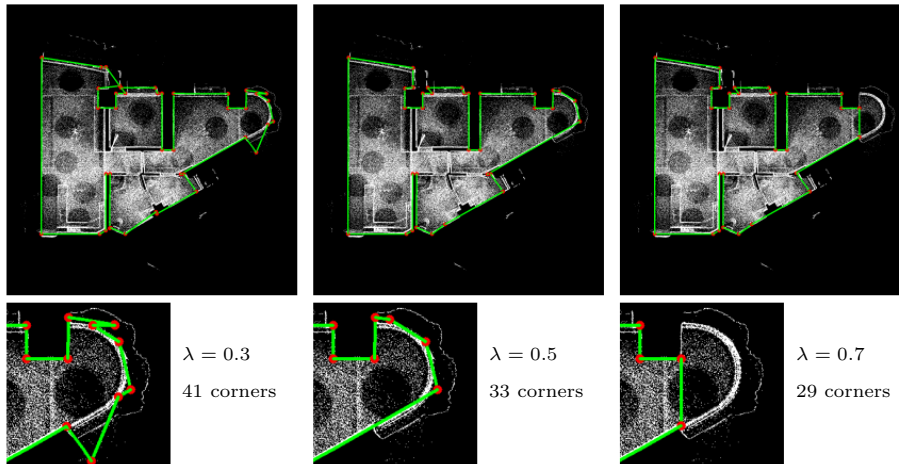 λ = 0.3
41 corners
λ = 0.5
33 corners
λ = 0.7
29 corners